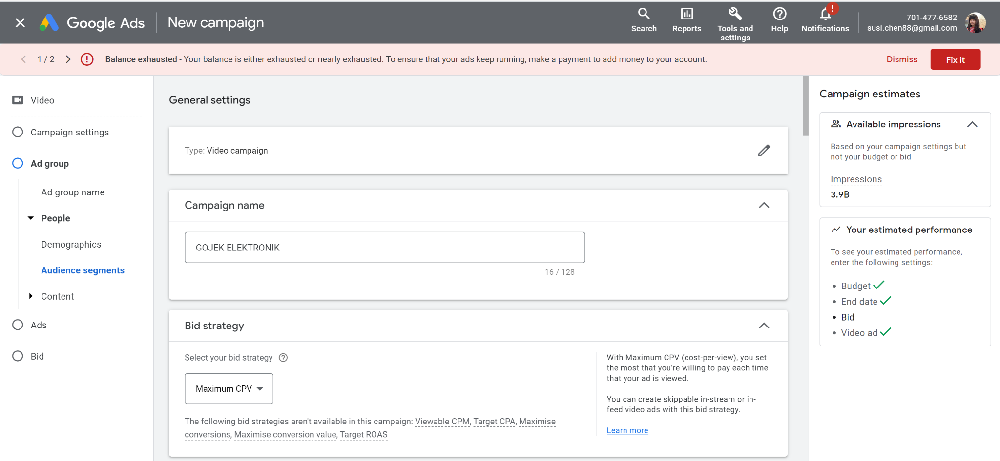 Google Ads
New campaign
Search
Reports
Tools and
settings
Help
Notifications
!
701-477-6582
susi.chen88@gmail.com
1 / 2
Balance exhausted - Your balance is either exhausted or nearly exhausted. To ensure that your ads keep running, make a payment to add money to your account.
Dismiss
Fix it
Video
Campaign settings
Ad group
Ad group name
People
Demographics
Audience segments
Content
Ads
Bid
General settings
Type: Video campaign
Campaign name
GOJEK ELEKTRONIK
16 / 128
Bid strategy
Select your bid strategy
Maximum CPV
The following bid strategies aren't available in this campaign: Viewable CPM, Target CPA, Maximise
conversions, Maximise conversion value, Target ROAS
With Maximum CPV (cost-per-view), you set
the most that you’re willing to pay each time
that your ad is viewed.
You can create skippable in-stream or in-
feed video ads with this bid strategy.
Learn more
Campaign estimates
Available impressions
Based on your campaign settings but
not your budget or bid
Impressions
3.9B
Your estimated performance
To see your estimated performance,
enter the following settings:
• Budget
• End date
• Bid
• Video ad